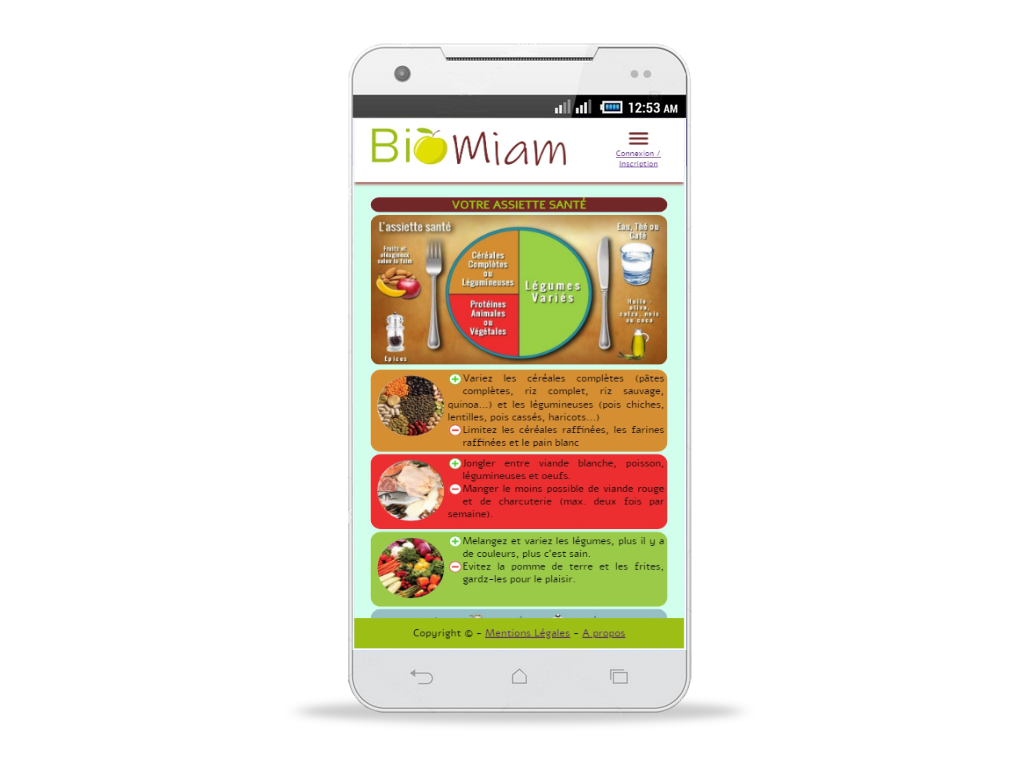 12:53 AM
BioMiam
Connexion /
Inscription
VOTRE ASSIETTE SANTÉ
L'assiette santé
Eau, Thé ou
Café
Fruits et
oléagineux
selon la faim.
Céréales
Complètes
ou
Légumineuses
Légumes
Variés
Protéines
Animales
ou
Végétales
Huile :
olive,
colza, noix
ou coco
Epices
Variez les céréales complètes (pâtes
complètes, riz complet, riz sauvage,
quinoa...) et les légumineuses (pois chiches,
lentilles, pois cassés, haricots...)
Limitez les céréales raffinées, les farines
raffinées et le pain blanc
Jongler entre viande blanche, poisson,
légumineuses et oeufs.
Manger le moins possible de viande rouge
et de charcuterie (max. deux fois par
semaine).
Melangez et variez les légumes, plus il y a
de couleurs, plus c'est sain.
Evitez la pomme de terre et les frites,
gardz-les pour le plaisir.
Copyright © - Mentions Légales - A propos